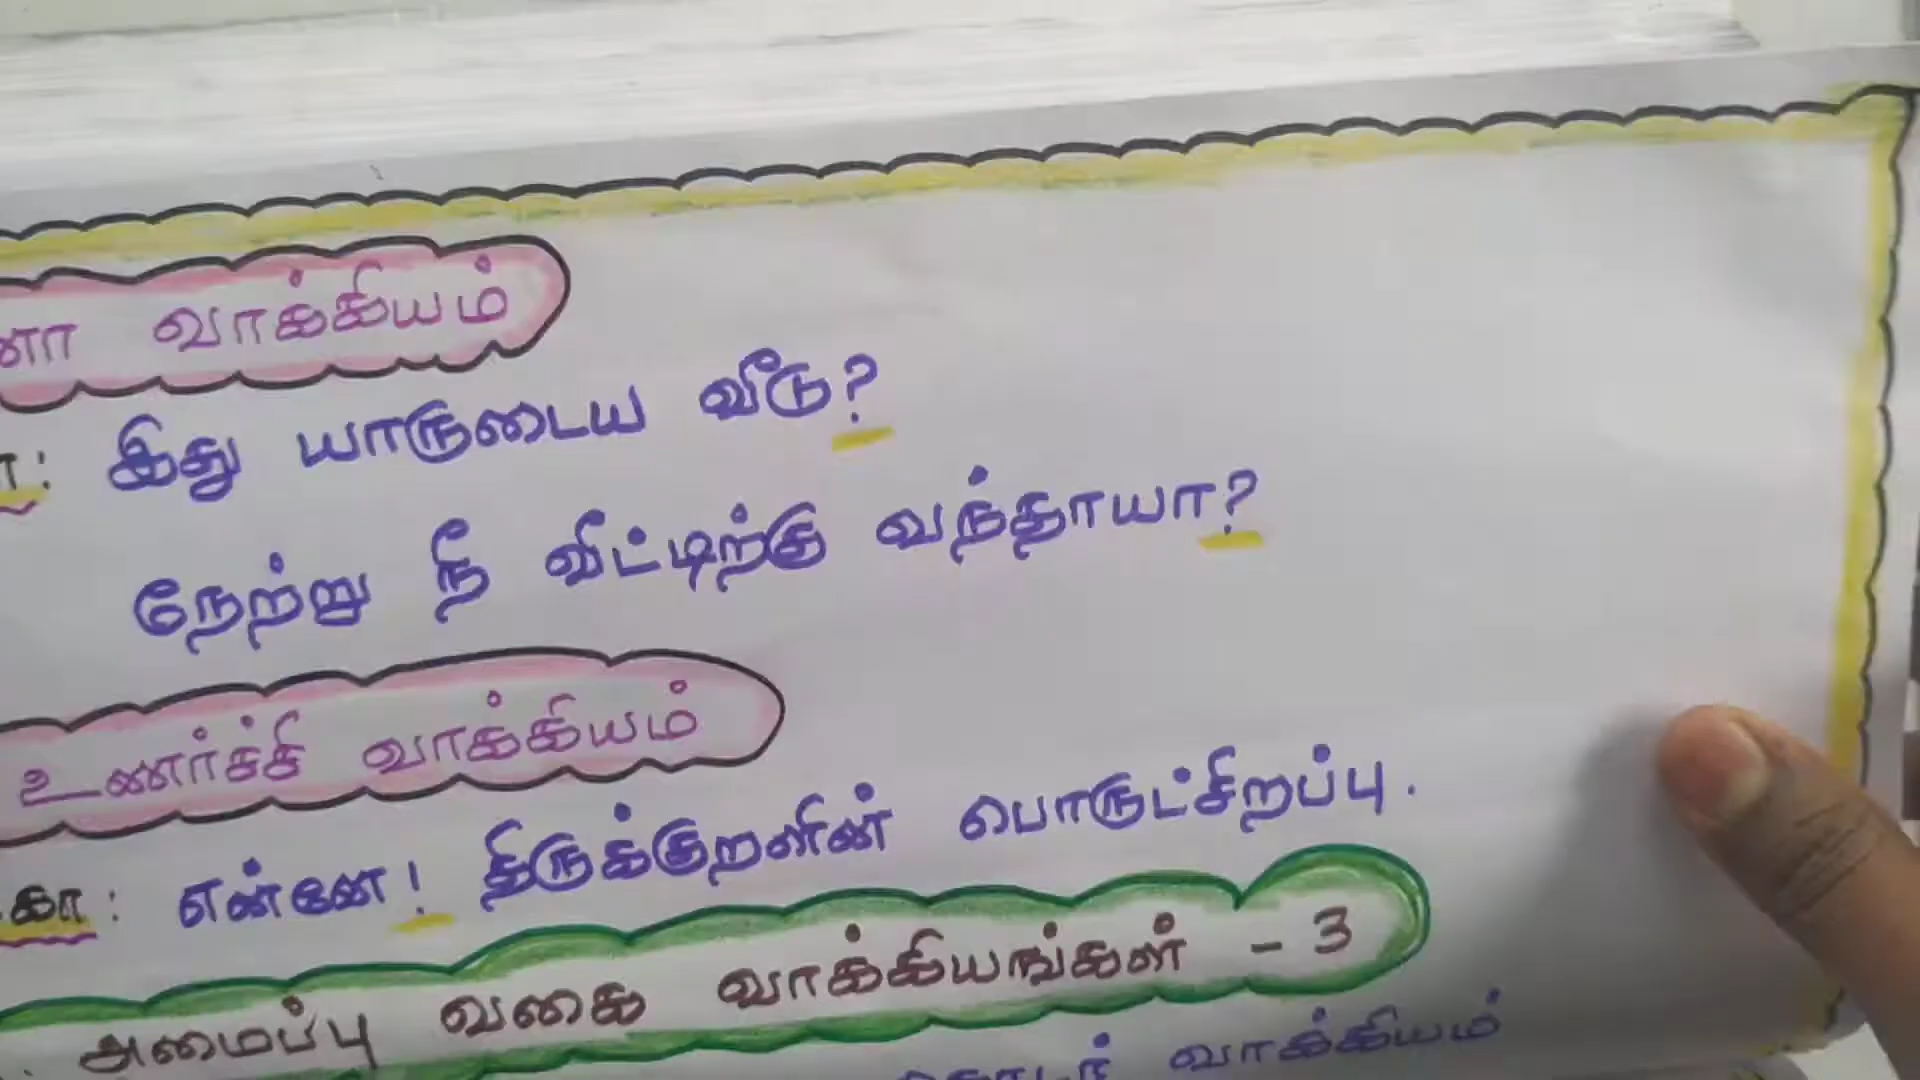 வாக்கியம்
இது யாருடைய வீடு?
நேற்று நீ வீட்டிற்கு வந்தாயா?
உணர்ச்சி வாக்கியம்
கா: என்னே! திருக்குறளின் பொருட்சிறப்பு.
அமைப்பு வகை வாக்கியங்கள் - 3
வாக்கியம்